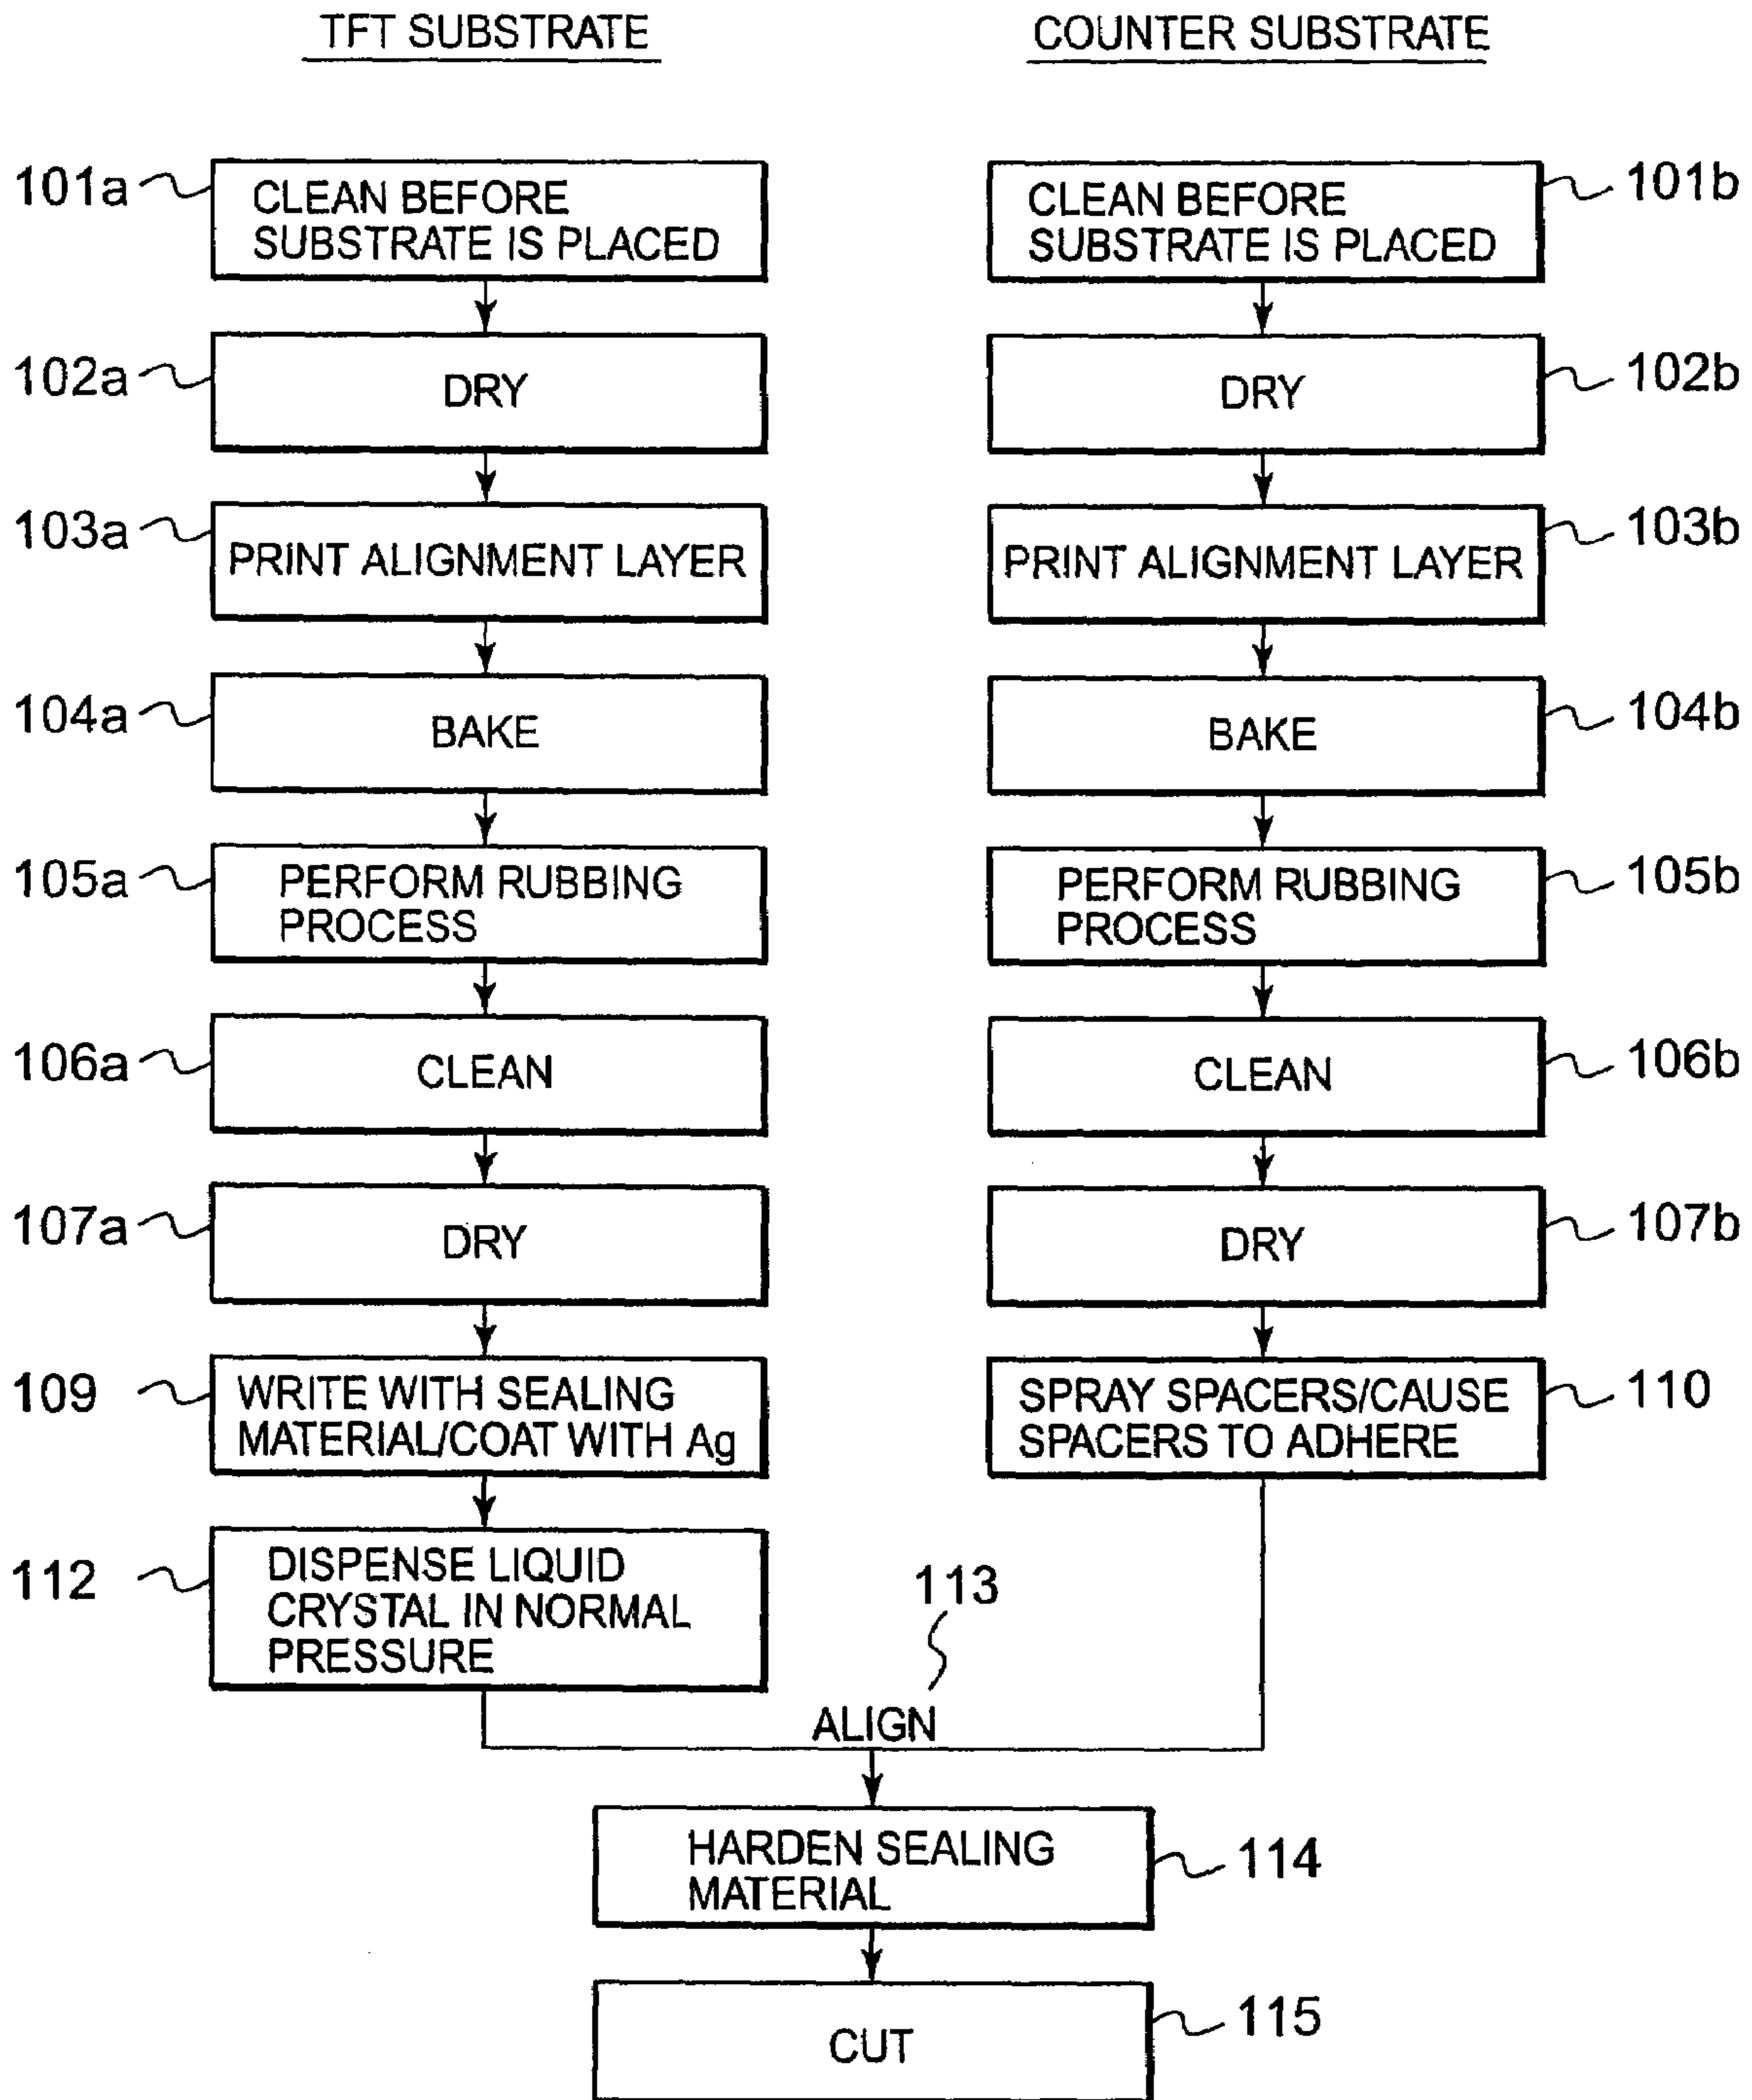 TFT SUBSTRATE
COUNTER SUBSTRATE
101a
CLEAN BEFORE
SUBSTRATE IS PLACED
CLEAN BEFORE
SUBSTRATE IS PLACED
101b
102a
DRY
DRY
102b
103a
PRINT ALIGNMENT LAYER
PRINT ALIGNMENT LAYER
103b
104a
BAKE
BAKE
104b
105a
PERFORM RUBBING
PROCESS
PERFORM RUBBING
PROCESS
105b
106a
CLEAN
CLEAN
106b
107a
DRY
DRY
107b
109
WRITE WITH SEALING
MATERIAL/COAT WITH Ag
SPRAY SPACERS/CAUSE
SPACERS TO ADHERE
110
112
DISPENSE LIQUID
CRYSTAL IN NORMAL
PRESSURE
113
ALIGN
HARDEN SEALING
MATERIAL
114
CUT
115